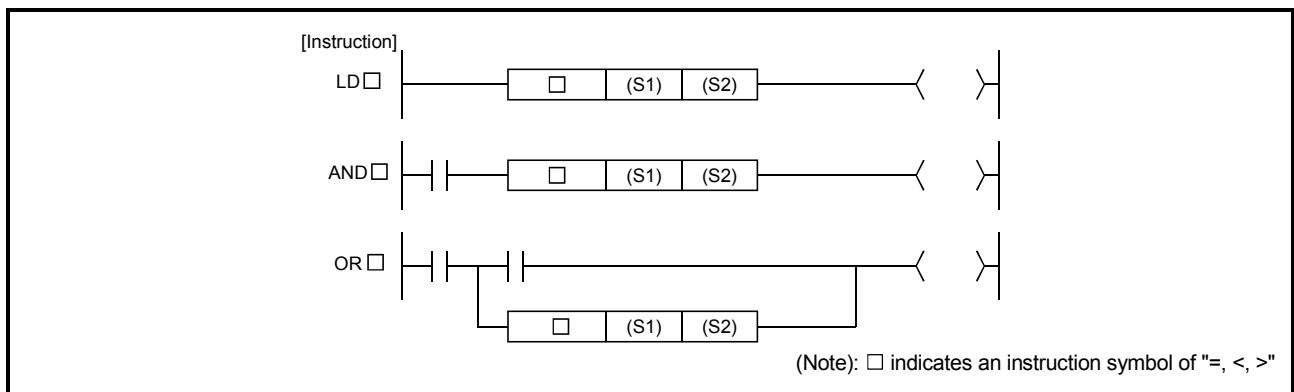 [Instruction]
LD□ □ (S1) (S2)
AND□ □ (S1) (S2)
OR□
□ (S1) (S2)
(Note): □ indicates an instruction symbol of "=, <, >"